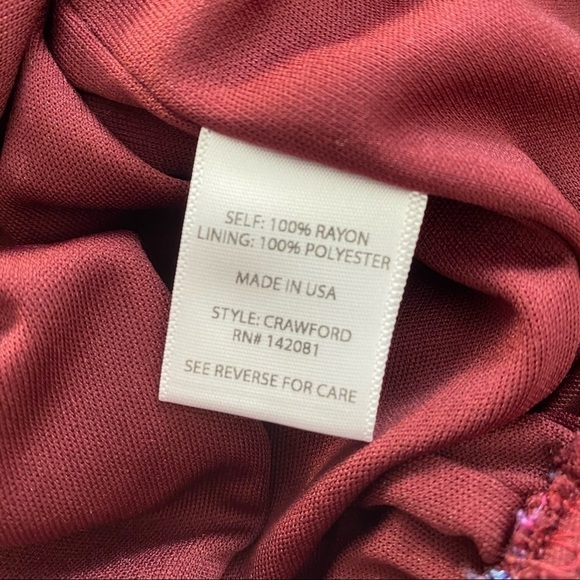 SELF: 100% RAYON
LINING: 100% POLYESTER
MADE IN USA
STYLE: CRAWFORD
RN# 142081
SEE REVERSE FOR CARE